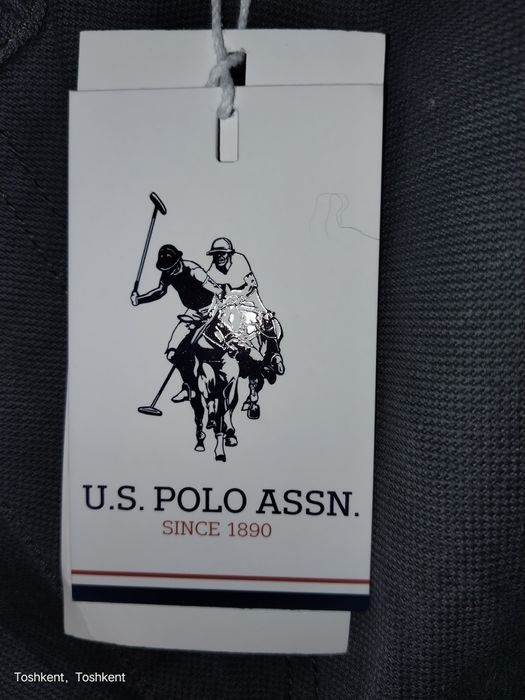 U.S. POLO ASSN.
SINCE 1890
Toshkent, Toshkent